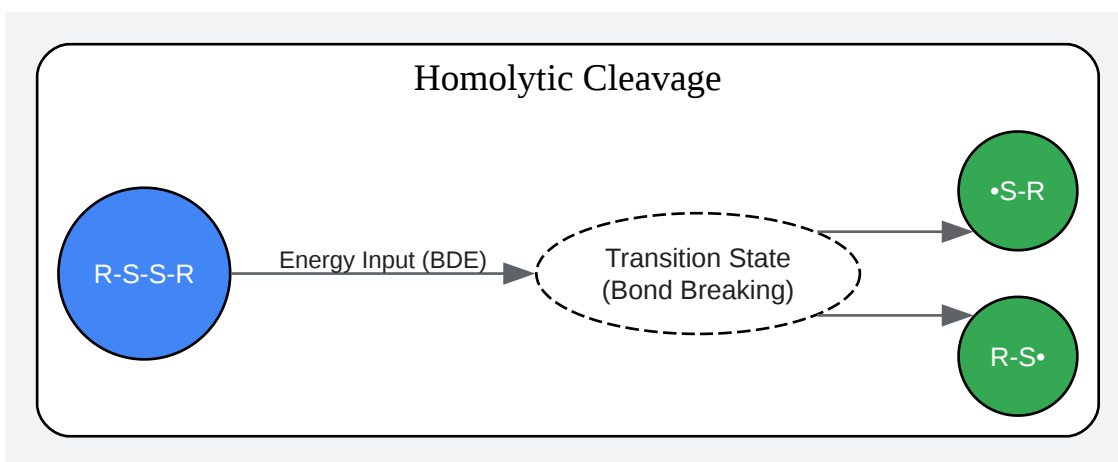 Homolytic Cleavage
R-S-S-R
Energy Input (BDE)
Transition State
(Bond Breaking)
•S-R
R-S•